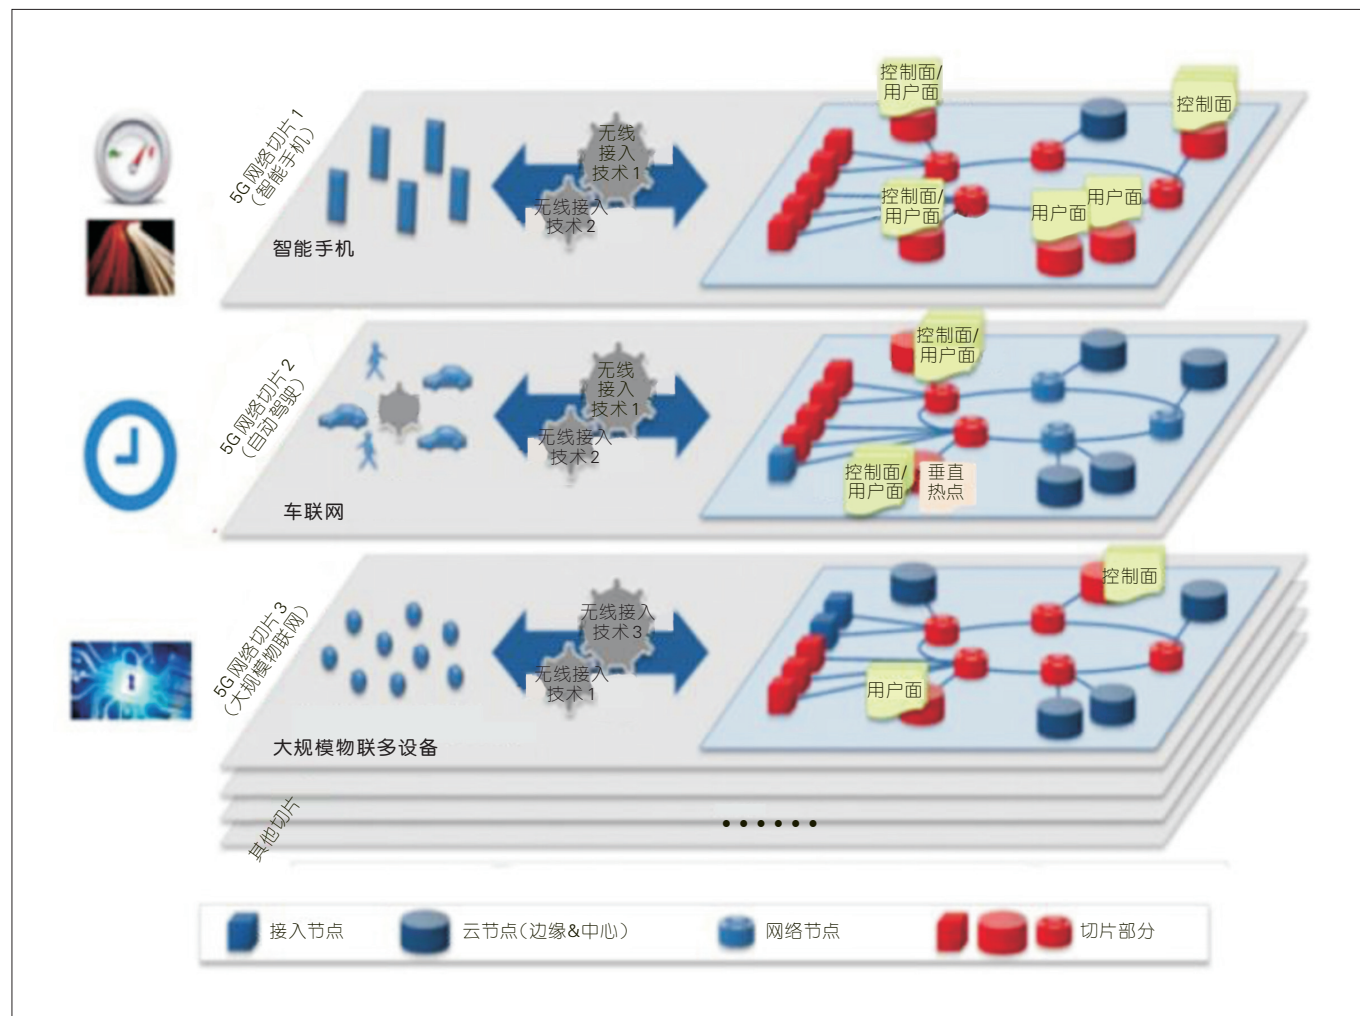 5G网络切片1
(智能手机)
智能手机
无线
接入
技术1
无线接入
技术2
控制面/
用户面
控制面
控制面/
用户面
用户面
用户面
5G网络切片2
(自动驾驶)
车联网
无线
接入
技术1
无线接入
技术2
控制面/
用户面
控制面/
用户面
垂直
热点
5G网络切片3
(大规模物联网)
大规模物联多设备
无线接入
技术3
无线接入
技术1
控制面
用户面
其他切片
······
接入节点
云节点(边缘&中心)
网络节点
切片部分